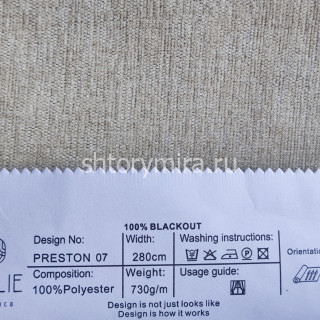 shtorymira.ru
100% BLACKOUT
Design No: Width: Washing instructions:
PRESTON 07 280cm
Composition: Weight: Usage guide:
100%Polyester 730g/m
Design is not just looks like
Design is how it works